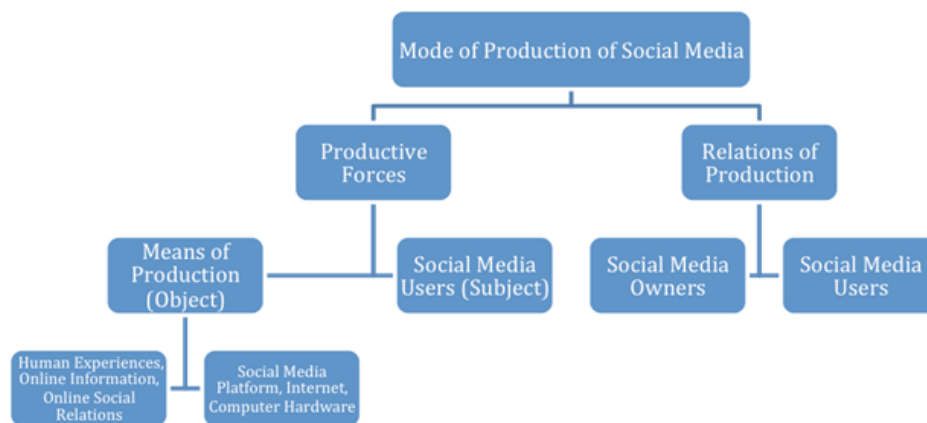 Mode of Production of Social Media
Productive
Forces
Relations of
Production
Means of
Production
(Object)
Social Media
Users (Subject)
Social Media
Owners
Social Media
Users
Human Experiences,
Online Information,
Online Social
Relations
Social Media
Platform, Internet,
Computer Hardware